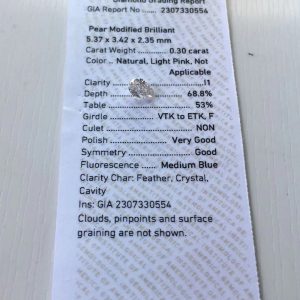 Diamond Grading Report
GIA Report No ....... 2307330554
Pear Modified Brilliant
5.37 x 3.42 x 2.35 mm
Carat Weight ........... 0.30 carat
Color .. Natural, Light Pink, Not
Applicable
Clarity ................ I1
Depth ................ 68.8%
Table .................. 53%
Girdle ............ VTK to ETK, F
Culet .................... NON
Polish ............... Very Good
Symmetry .............. Good
Fluorescence ..... Medium Blue
Clarity Char: Feather, Crystal,
Cavity
Ins: GIA 2307330554
Clouds, pinpoints and surface
graining are not shown.